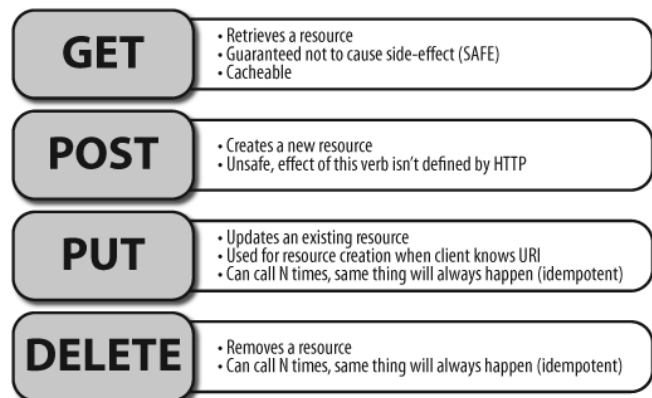 GET
• Retrieves a resource
• Guaranteed not to cause side-effect (SAFE)
• Cacheable
POST
• Creates a new resource
• Unsafe, effect of this verb isn't defined by HTTP
PUT
• Updates an existing resource
• Used for resource creation when client knows URI
• Can call N times, same thing will always happen (idempotent)
DELETE
• Removes a resource
• Can call N times, same thing will always happen (idempotent)